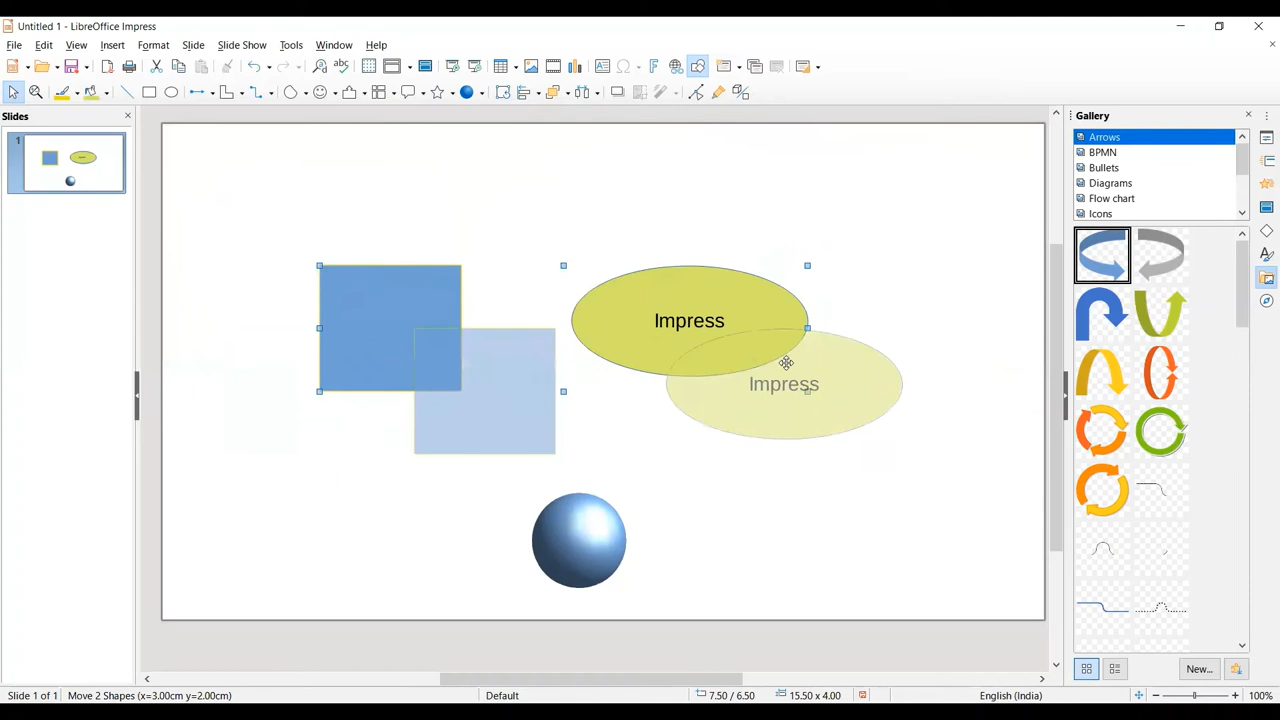 Untitled 1 - LibreOffice Impress
File Edit View Insert Format Slide Slide Show Tools Window Help
Slides
1
Impress
Impress
Gallery
Arrows
BPMN
Bullets
Diagrams
Flow chart
Icons
New...
Slide 1 of 1 Move 2 Shapes (x=3.00cm y=2.00cm) Default 7.50 / 6.50 15.50 x 4.00 English (India) 100%